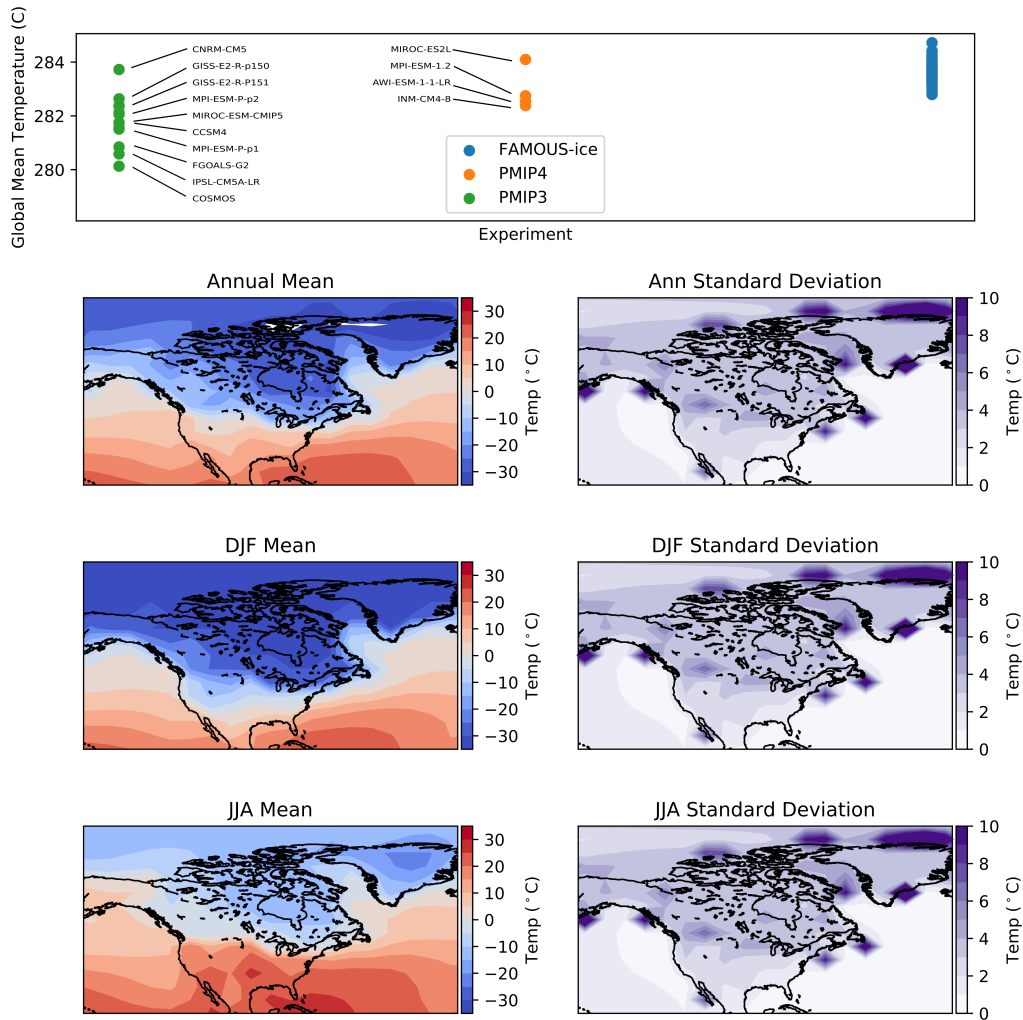 Global Mean Temperature (C)
284
282
280
CNRM-CM5
GISS-E2-R-p150
GISS-E2-R-P151
MPI-ESM-P-p2
MIROC-ESM-CMIP5
CCSM4
MPI-ESM-P-p1
FGOALS-G2
IPSL-CM5A-LR
COSMOS
MIROC-ES2L
MPI-ESM-1.2
AWI-ESM-1-1-LR
INM-CM4-8
FAMOUS-ice
PMIP4
PMIP3
Experiment
Annual Mean
30
20
10
0
−10
−20
−30
Temp (°C)
Ann Standard Deviation
10
8
6
4
2
0
Temp (°C)
DJF Mean
30
20
10
0
−10
−20
−30
Temp (°C)
DJF Standard Deviation
10
8
6
4
2
0
Temp (°C)
JJA Mean
30
20
10
0
−10
−20
−30
Temp (°C)
JJA Standard Deviation
10
8
6
4
2
0
Temp (°C)